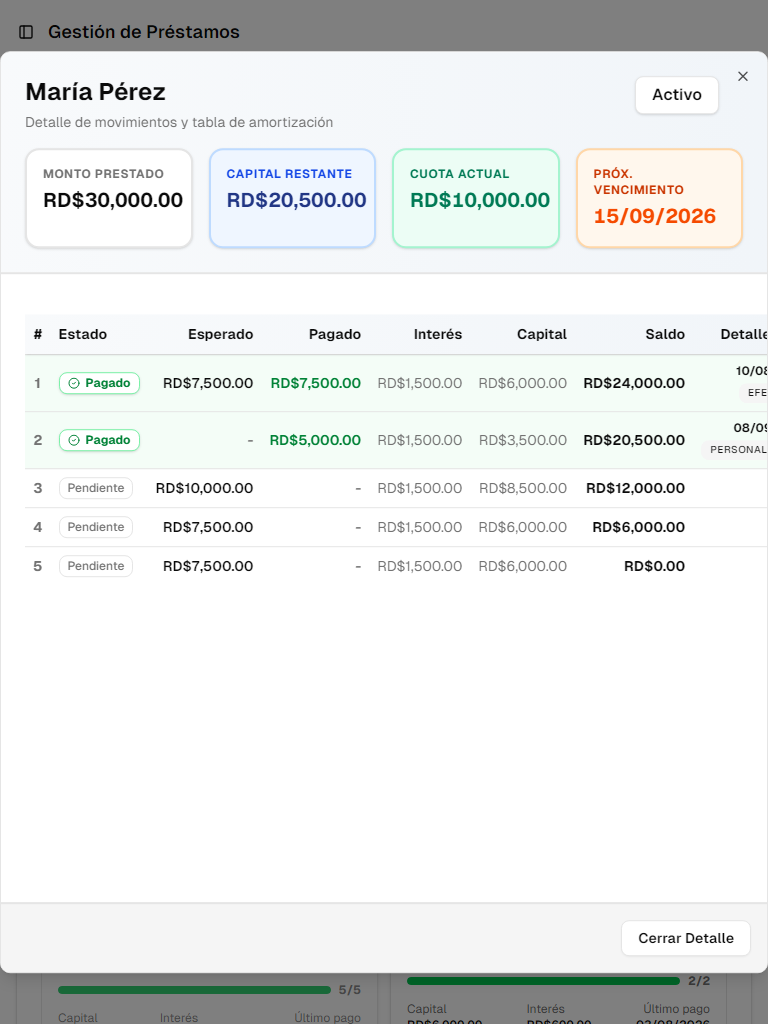 Gestión de Préstamos
María Pérez
Activo
Detalle de movimientos y tabla de amortización
MONTO PRESTADO
RD$30,000.00
CAPITAL RESTANTE
RD$20,500.00
CUOTA ACTUAL
RD$10,000.00
PRÓX.
VENCIMIENTO
15/09/2026
# Estado Esperado Pagado Interés Capital Saldo Detalle
1 Pagado RD$7,500.00 RD$7,500.00 RD$1,500.00 RD$6,000.00 RD$24,000.00 10/08
EFE
2 Pagado - RD$5,000.00 RD$1,500.00 RD$3,500.00 RD$20,500.00 08/09
PERSONAL
3 Pendiente RD$10,000.00 - RD$1,500.00 RD$8,500.00 RD$12,000.00
4 Pendiente RD$7,500.00 - RD$1,500.00 RD$6,000.00 RD$6,000.00
5 Pendiente RD$7,500.00 - RD$1,500.00 RD$6,000.00 RD$0.00
Cerrar Detalle
5/5
2/2
Capital Interés Último pago
Capital Interés Último pago